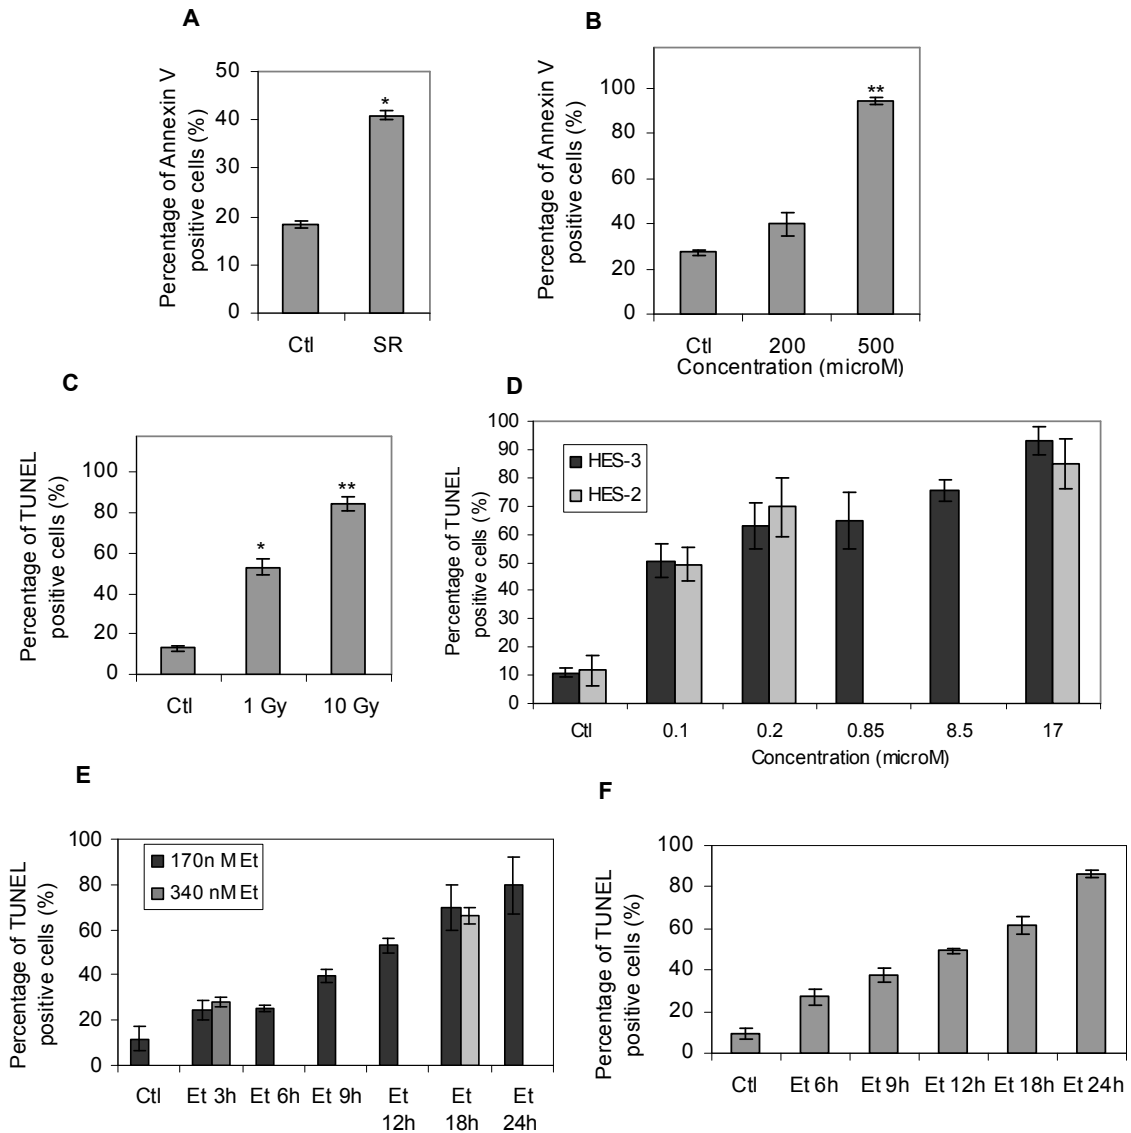 A
Percentage of Annexin V
positive cells (%)
50
40
30
20
10
0
*
Ctl SR
B
Percentage of Annexin V
positive cells (%)
100
80
60
40
20
0
**
Ctl 200 500
Concentration (microM)
C
Percentage of TUNEL
positive cells (%)
100
80
60
40
20
0
*
**
Ctl 1 Gy 10 Gy
D
Percentage of TUNEL
positive cells (%)
100
90
80
70
60
50
40
30
20
10
0
HES-3
HES-2
Ctl 0.1 0.2 0.85 8.5 17
Concentration (microM)
E
Percentage of TUNEL
positive cells (%)
100
80
60
40
20
0
170n M Et
340 nM Et
Ctl Et 3h Et 6h Et 9h Et Et Et
12h 18h 24h
F
Percentage of TUNEL
positive cells (%)
100
80
60
40
20
0
Ctl Et 6h Et 9h Et 12h Et 18h Et 24h